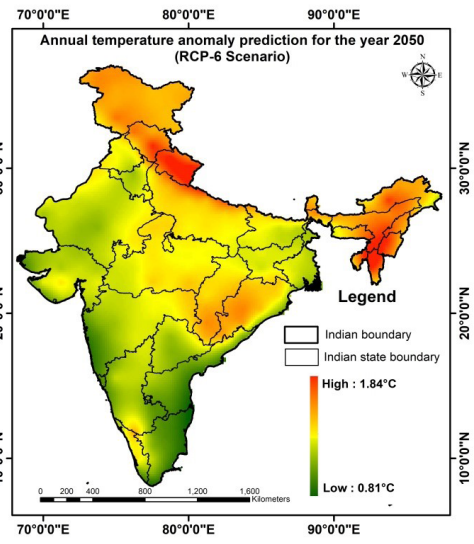 70°0'0"E 80°0'0"E 90°0'0"E
Annual temperature anomaly prediction for the year 2050
(RCP-6 Scenario)
N
W E
S
30°0'0"N
20°0'0"N
10°0'0"N
Legend
Indian boundary
Indian state boundary
High : 1.84°C
Low : 0.81°C
0 200 400 800 1,200 1,600
Kilometers
70°0'0"E 80°0'0"E 90°0'0"E